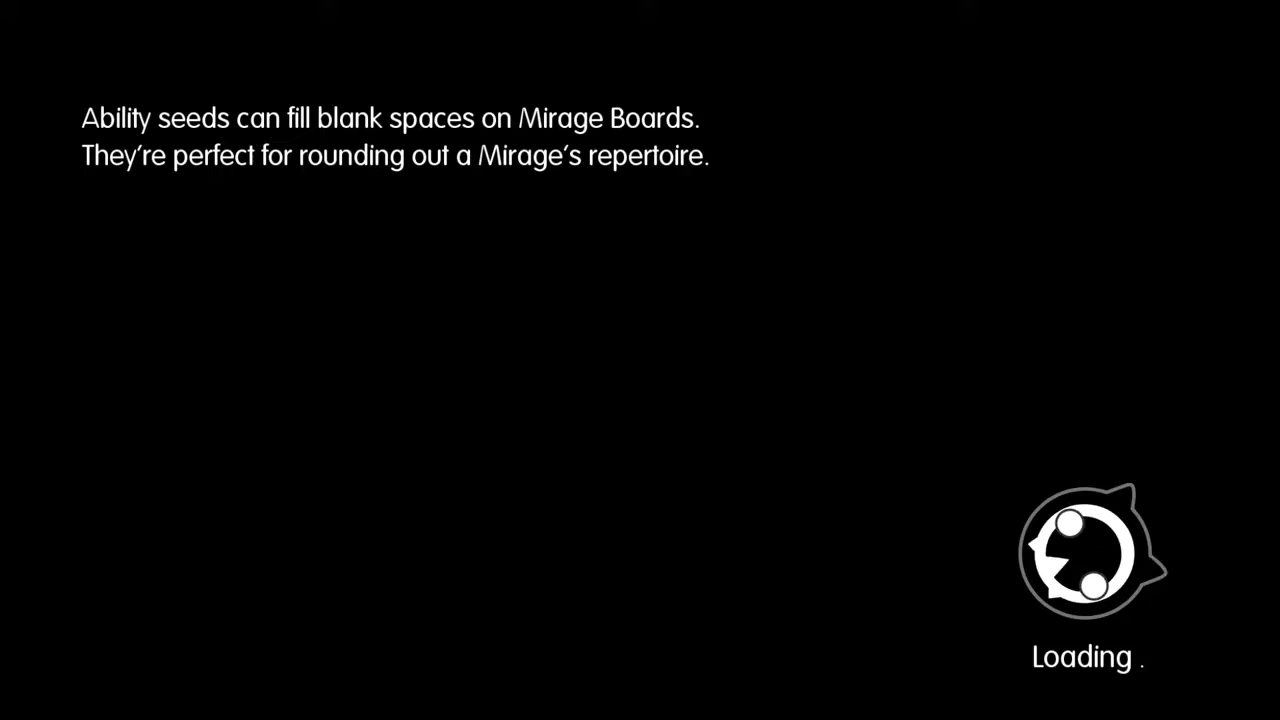 Ability seeds can fill blank spaces on Mirage Boards.
They're perfect for rounding out a Mirage's repertoire.
Loading .